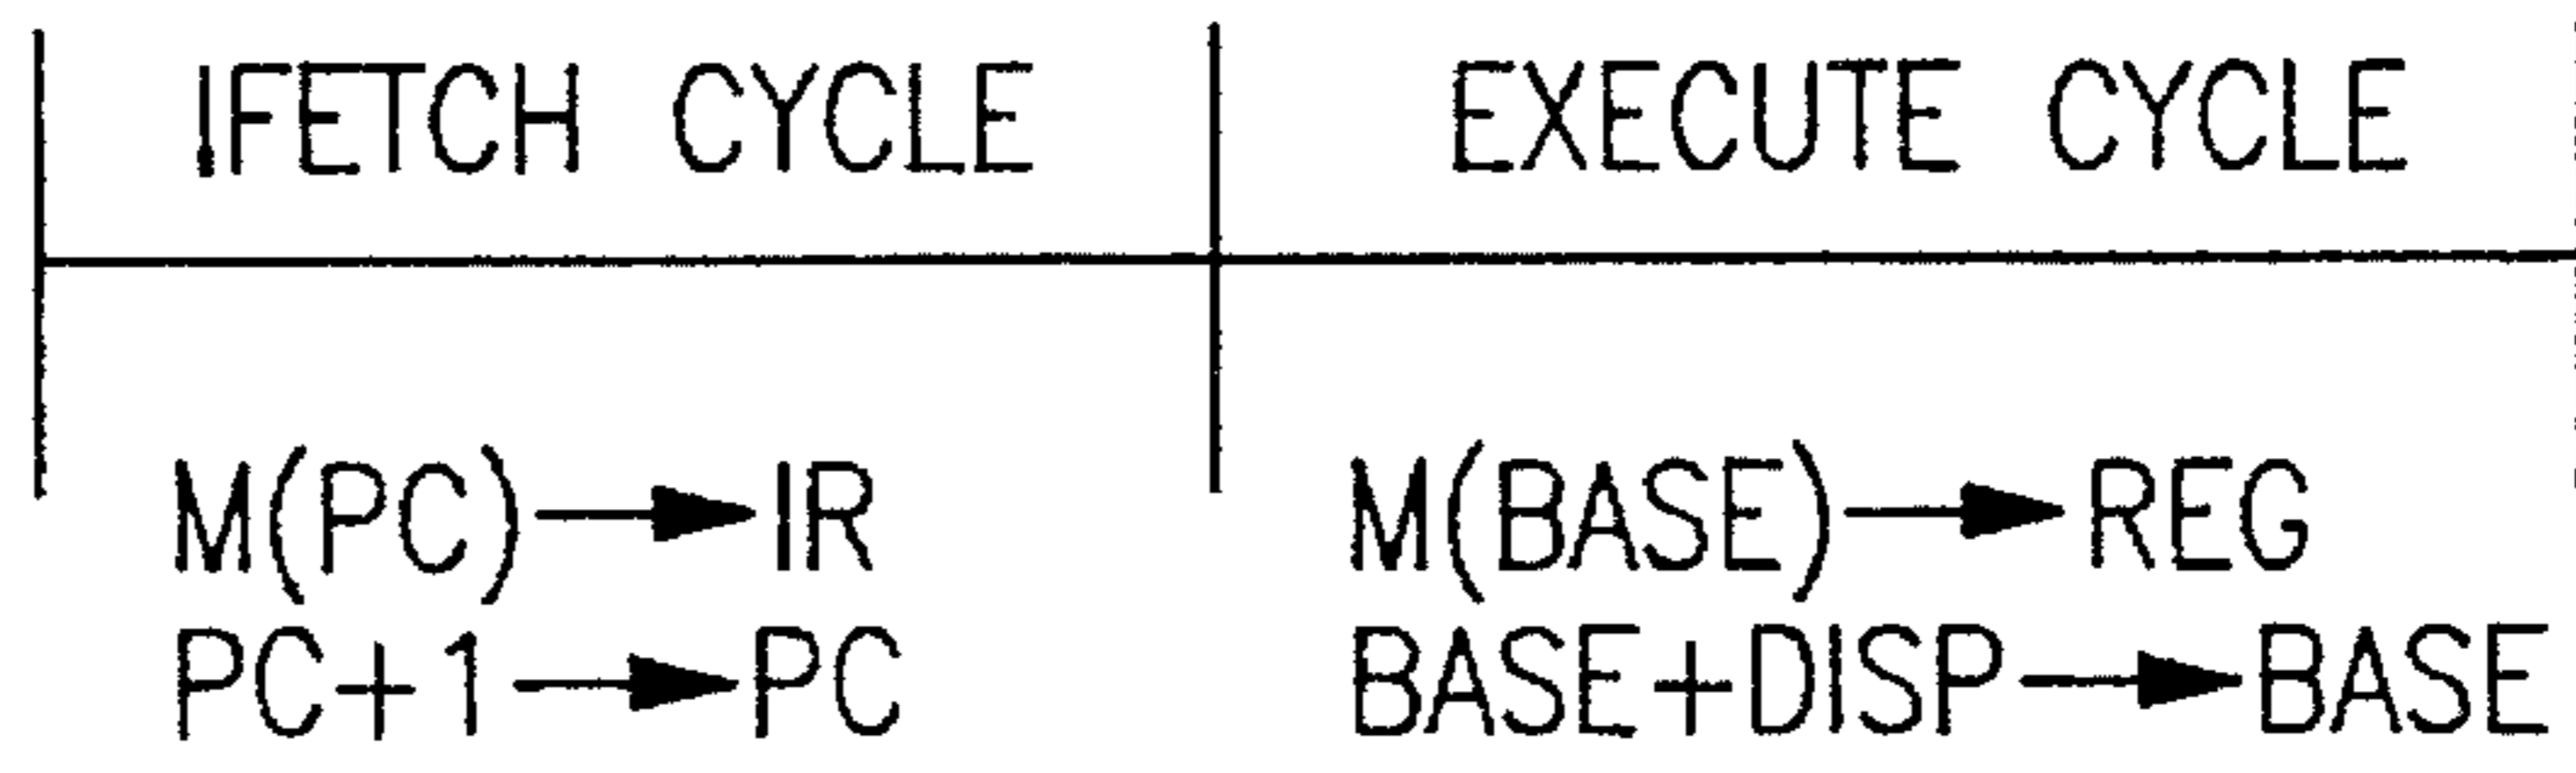 IFETCH CYCLE
EXECUTE CYCLE
M(PC)→IR
PC+1→PC
M(BASE)→REG
BASE+DISP→BASE